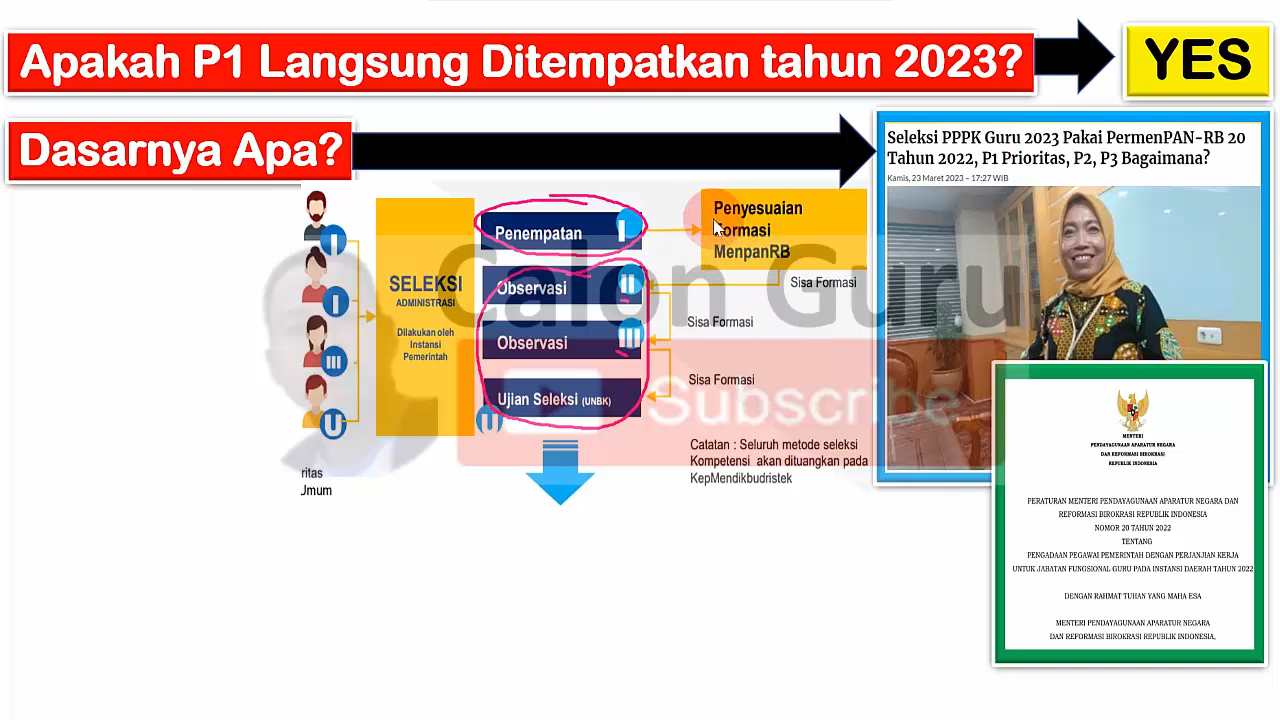 Apakah P1 Langsung Ditempatkan tahun 2023?
YES
Dasarnya Apa?
Seleksi PPPK Guru 2023 Pakai PermenPAN-RB 20
Tahun 2022, P1 Prioritas, P2, P3 Bagaimana?
Kamis, 23 Maret 2023 – 17:27 WIB
I
I
III
U
ritas
Umum
SELEKSI
ADMINISTRASI
Dilakukan oleh
Instansi
Pemerintah
Penempatan
I
Observasi
II
Observasi
III
Ujian Seleksi (UNBK)
U
Penyesuaian
Formasi
MenpanRB
Sisa Formasi
Sisa Formasi
Sisa Formasi
Catatan : Seluruh metode seleksi
Kompetensi akan dituangkan pada
KepMendikbudristek
Calon Guru
Subscribe
MENTERI
PENDAYAGUNAAN APARATUR NEGARA
DAN REFORMASI BIROKRASI
REPUBLIK INDONESIA
PERATURAN MENTERI PENDAYAGUNAAN APARATUR NEGARA DAN
REFORMASI BIROKRASI REPUBLIK INDONESIA
NOMOR 20 TAHUN 2022
TENTANG
PENGADAAN PEGAWAI PEMERINTAH DENGAN PERJANJIAN KERJA
UNTUK JABATAN FUNGSIONAL GURU PADA INSTANSI DAERAH TAHUN 2022
DENGAN RAHMAT TUHAN YANG MAHA ESA
MENTERI PENDAYAGUNAAN APARATUR NEGARA
DAN REFORMASI BIROKRASI REPUBLIK INDONESIA,